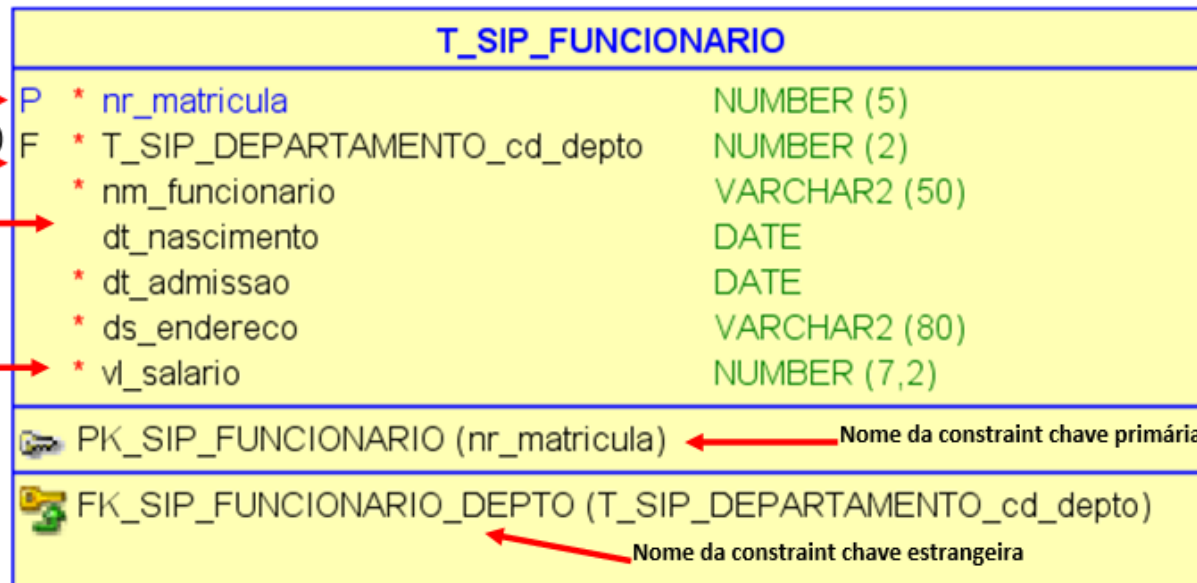 T_SIP_FUNCIONARIO
P * nr_matricula NUMBER (5)
) F * T_SIP_DEPARTAMENTO_cd_depto NUMBER (2)
* nm_funcionario VARCHAR2 (50)
dt_nascimento DATE
* dt_admissao DATE
* ds_endereco VARCHAR2 (80)
* vl_salario NUMBER (7,2)
PK_SIP_FUNCIONARIO (nr_matricula) Nome da constraint chave primária
FK_SIP_FUNCIONARIO_DEPTO (T_SIP_DEPARTAMENTO_cd_depto)
Nome da constraint chave estrangeira